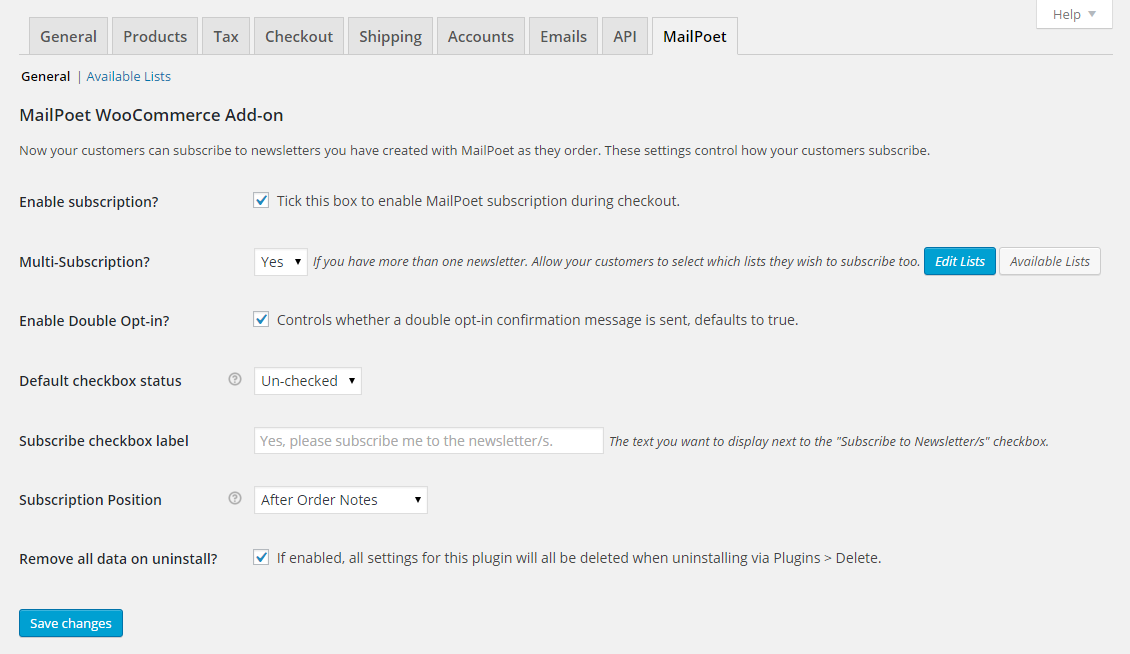 Help
General Products Tax Checkout Shipping Accounts Emails API MailPoet
General | Available Lists
MailPoet WooCommerce Add-on
Now your customers can subscribe to newsletters you have created with MailPoet as they order. These settings control how your customers subscribe.
Enable subscription? Tick this box to enable MailPoet subscription during checkout.
Multi-Subscription? Yes If you have more than one newsletter. Allow your customers to select which lists they wish to subscribe too. Edit Lists Available Lists
Enable Double Opt-in? Controls whether a double opt-in confirmation message is sent, defaults to true.
Default checkbox status ? Un-checked
Subscribe checkbox label Yes, please subscribe me to the newsletter/s. The text you want to display next to the "Subscribe to Newsletter/s" checkbox.
Subscription Position ? After Order Notes
Remove all data on uninstall? If enabled, all settings for this plugin will all be deleted when uninstalling via Plugins > Delete.
Save changes